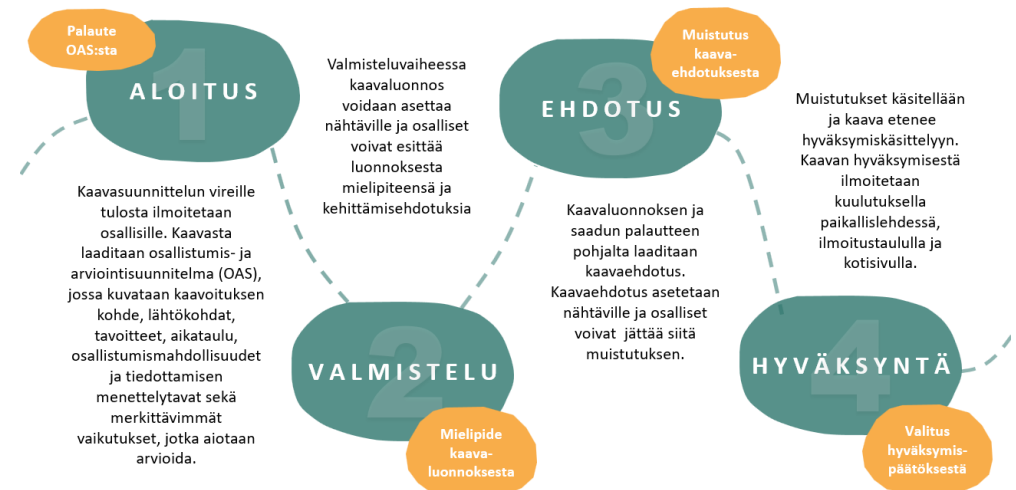 Palaute
OAS:sta
1
ALOITUS
Kaavasuunnittelun vireille
tulosta ilmoitetaan
osallisille. Kaavasta
laaditaan osallistumis- ja
arviointisuunnitelma (OAS),
jossa kuvataan kaavoituksen
kohde, lähtökohdat,
tavoitteet, aikataulu,
osallistumismahdollisuudet
ja tiedottamisen
menettelytavat sekä
merkittävimmät
vaikutukset, jotka aiotaan
arvioida.
Valmisteluvaiheessa
kaavaluonnos
voidaan asettaa
nähtäville ja osalliset
voivat esittää
luonnoksesta
mielipiteensä ja
kehittämisehdotuksia
2
VALMISTELU
Mielipide
kaava-
luonnoksesta
Muistutus
kaava-
ehdotuksesta
3
EHDOTUS
Kaavaluonnoksen ja
saadun palautteen
pohjalta laaditaan
kaavaehdotus.
Kaavaehdotus asetetaan
nähtäville ja osalliset
voivat jättää siitä
muistutuksen.
Muistutukset käsitellään
ja kaava etenee
hyväksymiskäsittelyyn.
Kaavan hyväksymisestä
ilmoitetaan
kuulutuksella
paikallislehdessä,
ilmoitustaululla ja
kotisivulla.
4
HYVÄKSYNTÄ
Valitus
hyväksymis-
päätöksestä